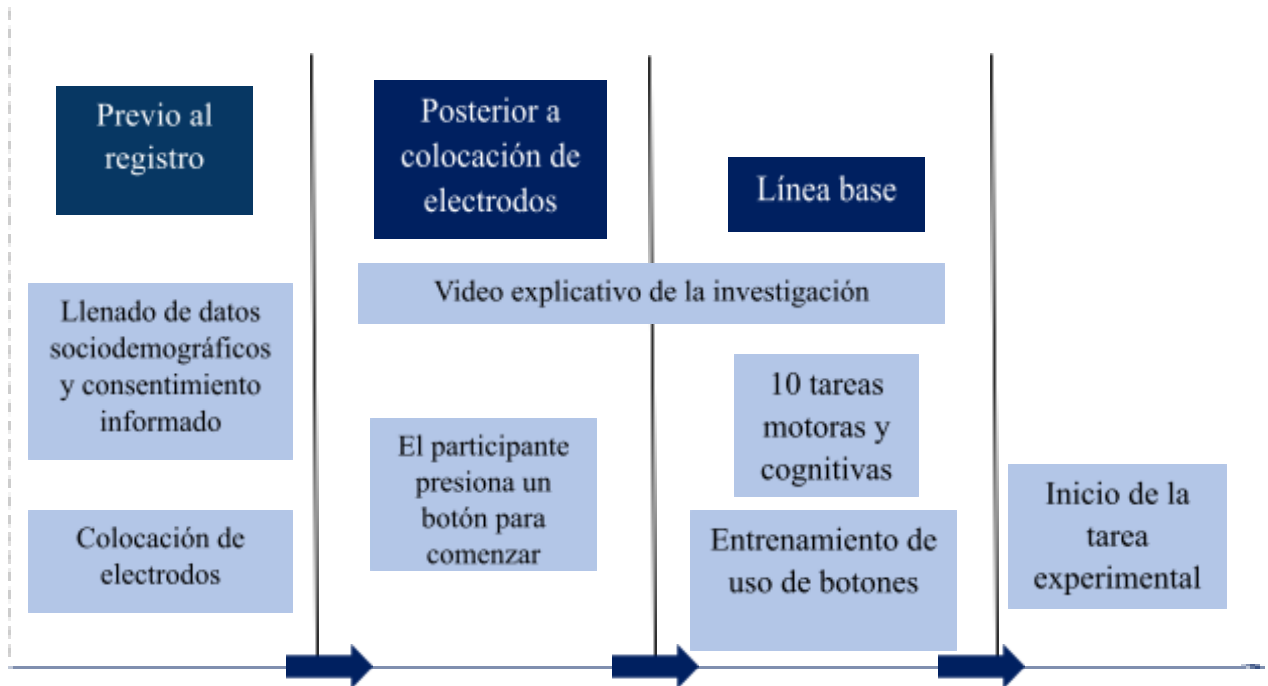 Previo al
registro
Llenado de datos
sociodemográficos
y consentimiento
informado
Colocación de
electrodos
Posterior a
colocación de
electrodos
Video explicativo de la investigación
El participante
presiona un
botón para
comenzar
Línea base
10 tareas
motoras y
cognitivas
Entrenamiento de
uso de botones
Inicio de la
tarea
experimental